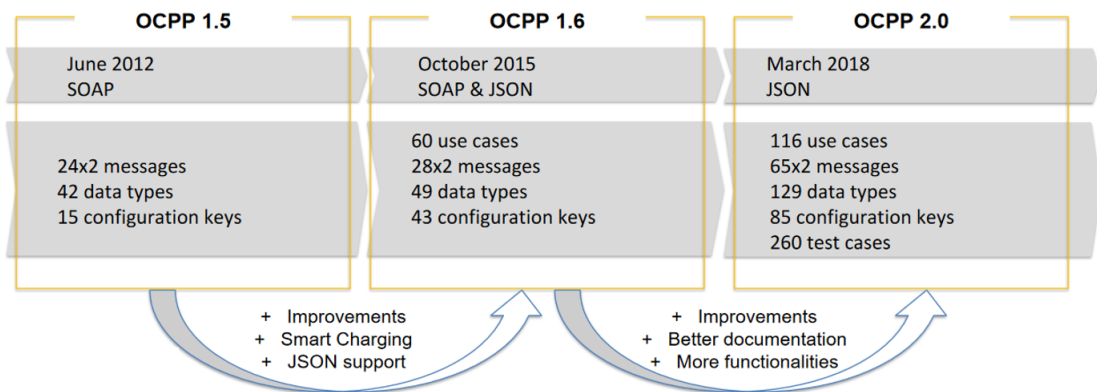 OCPP 1.5
June 2012
SOAP
24x2 messages
42 data types
15 configuration keys
OCPP 1.6
October 2015
SOAP & JSON
60 use cases
28x2 messages
49 data types
43 configuration keys
OCPP 2.0
March 2018
JSON
116 use cases
65x2 messages
129 data types
85 configuration keys
260 test cases
+ Improvements
+ Smart Charging
+ JSON support
+ Improvements
+ Better documentation
+ More functionalities